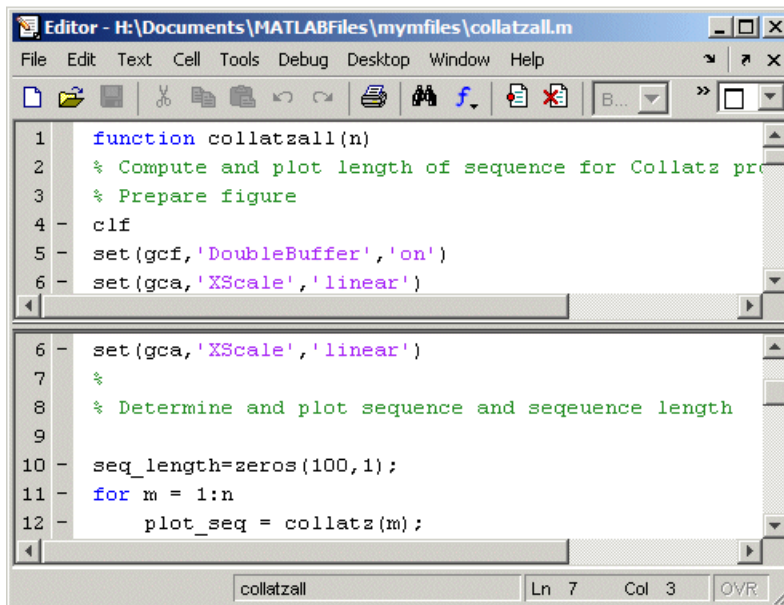 Editor - H:\Documents\MATLABFiles\mymfiles\collatzall.m
File Edit Text Cell Tools Debug Desktop Window Help
B...
1 function collatzall(n)
2 % Compute and plot length of sequence for Collatz
3 % Prepare figure
4 - clf
5 - set(gcf,'DoubleBuffer','on')
6 - set(gca,'XScale','linear')
6 - set(gca,'XScale','linear')
7 %
8 % Determine and plot sequence and seqeuence length
9
10 - seq_length=zeros(100,1);
11 - for m = 1:n
12 - plot_seq = collatz(m);
collatzall Ln 7 Col 3 OVR